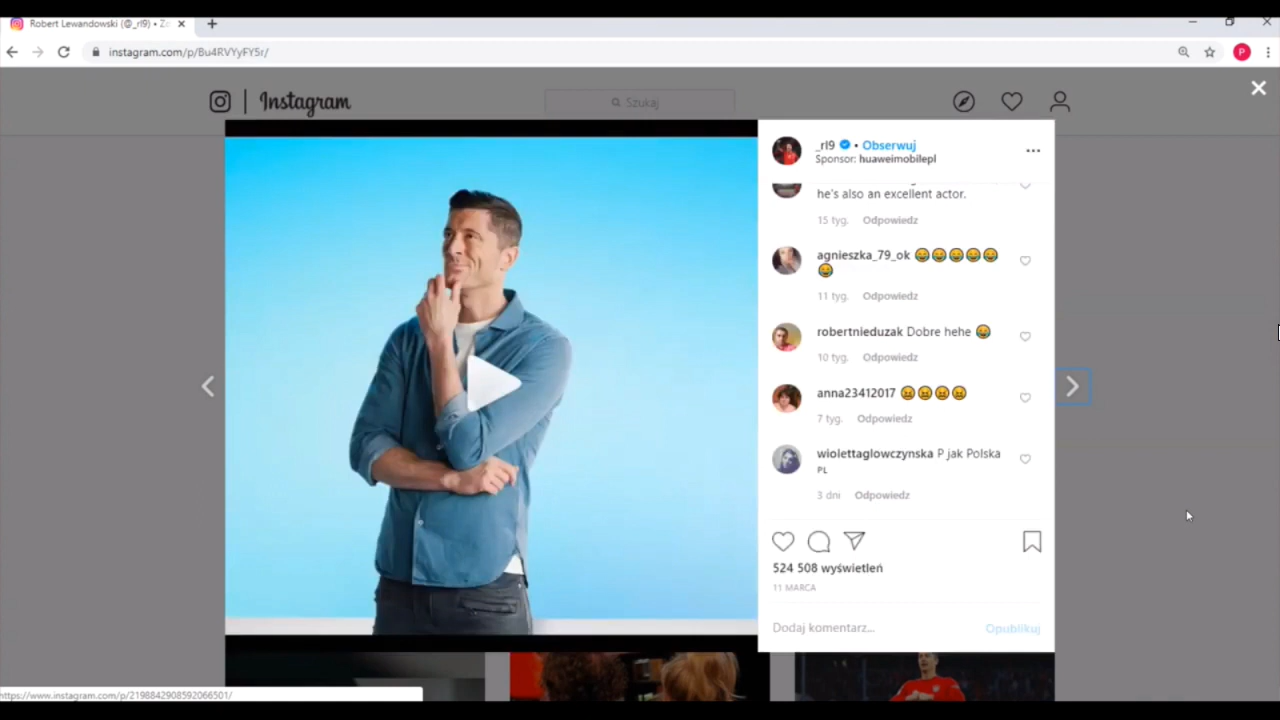 Robert Lewandowski (@_rl9) • Z
instagram.com/p/Bu4RVYyFY5r/
P
Instagram
Szukaj
_rl9 • Obserwuj
Sponsor: huaweimobilepl
he's also an excellent actor.
15 tyg. Odpowiedz
agnieszka_79_ok
11 tyg. Odpowiedz
robertnieduzak Dobre hehe
10 tyg. Odpowiedz
anna23412017
7 tyg. Odpowiedz
wiolettaglowczynska P jak Polska
PL
3 dni Odpowiedz
524 508 wyświetleń
11 MARCA
Dodaj komentarz... Opublikuj
https://www.instagram.com/p/2198842908592066501/